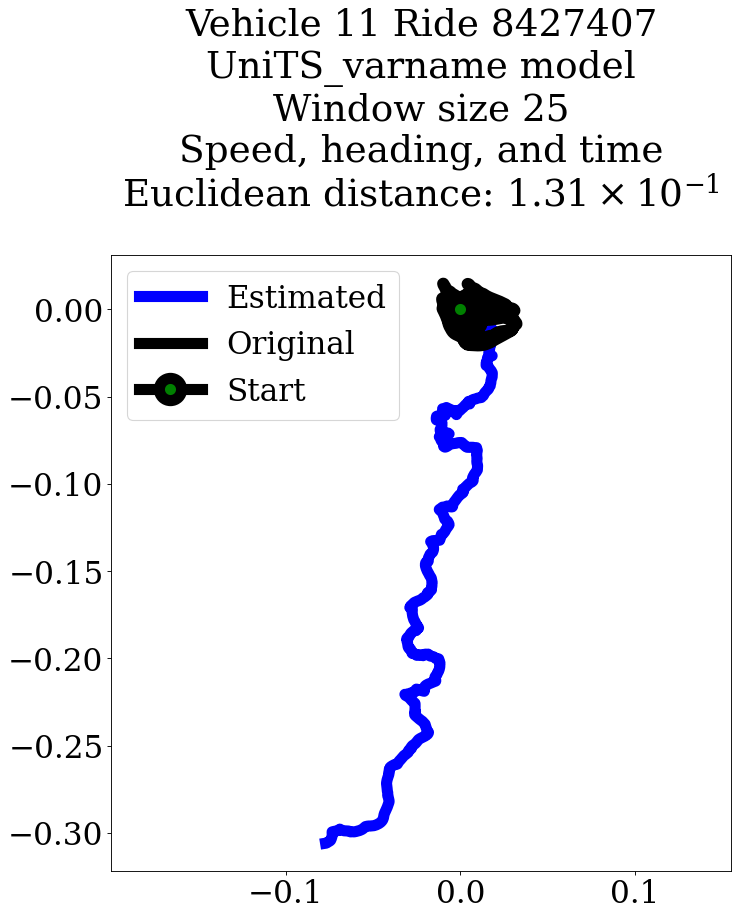 Vehicle 11 Ride 8427407
UniTS_varname model
Window size 25
Speed, heading, and time
Euclidean distance: 1.31 × 10⁻¹
Estimated
Original
Start
0.00
−0.05
−0.10
−0.15
−0.20
−0.25
−0.30
−0.1 0.0 0.1